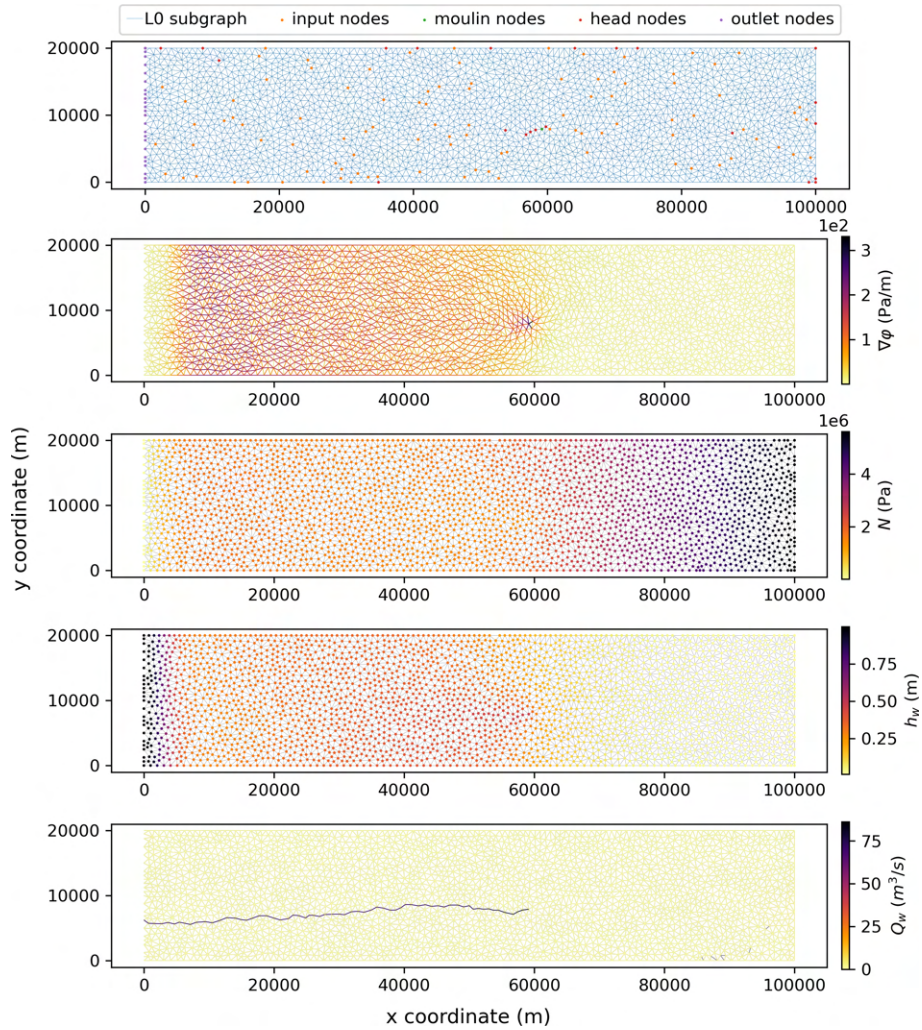 L0 subgraph input nodes moulin nodes head nodes outlet nodes
20000
10000
0
0 20000 40000 60000 80000 100000
1e2
20000
10000
0
0 20000 40000 60000 80000 100000
3
2
1
∇φ (Pa/m)
1e6
20000
10000
0
0 20000 40000 60000 80000 100000
4
2
N (Pa)
y coordinate (m)
20000
10000
0
0 20000 40000 60000 80000 100000
0.75
0.50
0.25
h_w (m)
20000
10000
0
0 20000 40000 60000 80000 100000
75
50
25
0
Q_w (m³/s)
x coordinate (m)